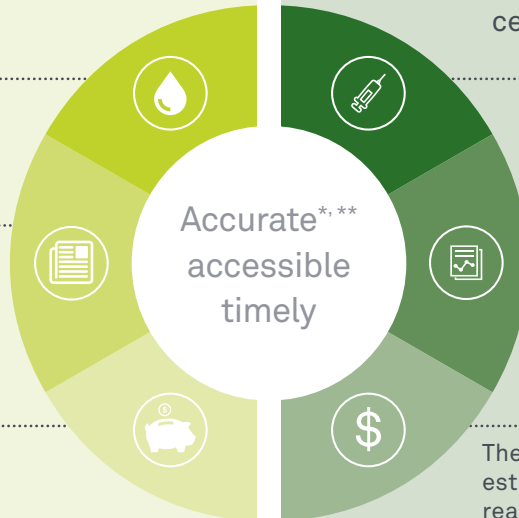 ce
Accurate*, **
accessible
timely
$
$
The
est
rea